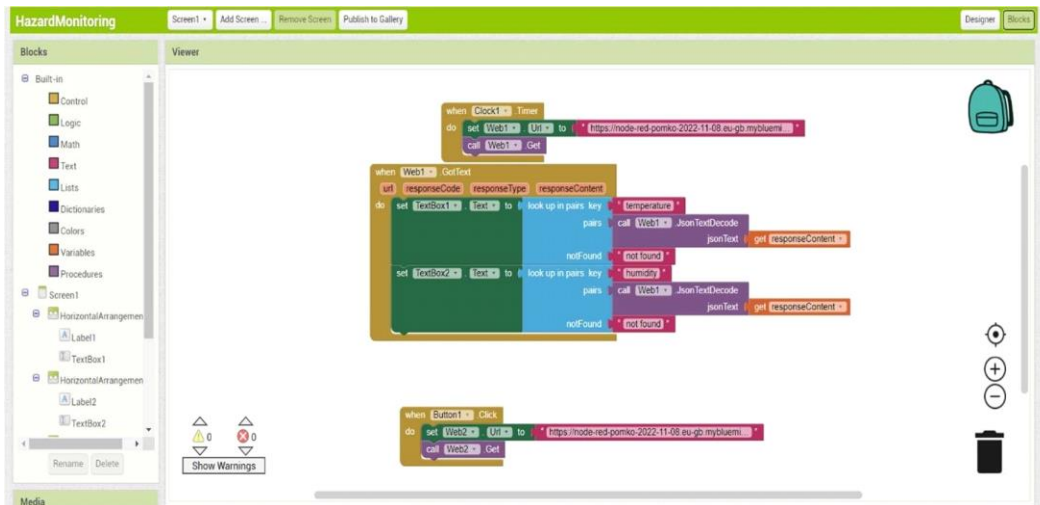 HazardMonitoring
Screen1 Add Screen ... Remove Screen Publish to Gallery
Designer Blocks
Blocks
Viewer
Built-in
Control
Logic
Math
Text
Lists
Dictionaries
Colors
Variables
Procedures
Screen1
HorizontalArrangemen
Label1
TextBox1
HorizontalArrangemen
Label2
TextBox2
Rename Delete
Media
when Clock1 .Timer
do set Web1 . Url to " https://node-red-pomko-2022-11-08.eu-gb.mybluemi... "
call Web1 .Get
when Web1 .GotText
url responseCode responseType responseContent
do set TextBox1 . Text to look up in pairs key " temperature "
pairs call Web1 .JsonTextDecode
jsonText get responseContent
notFound " not found "
set TextBox2 . Text to look up in pairs key " humidity "
pairs call Web1 .JsonTextDecode
jsonText get responseContent
notFound " not found "
when Button1 .Click
do set Web2 . Url to " https://node-red-pomko-2022-11-08.eu-gb.mybluemi... "
call Web2 .Get
0 0
Show Warnings